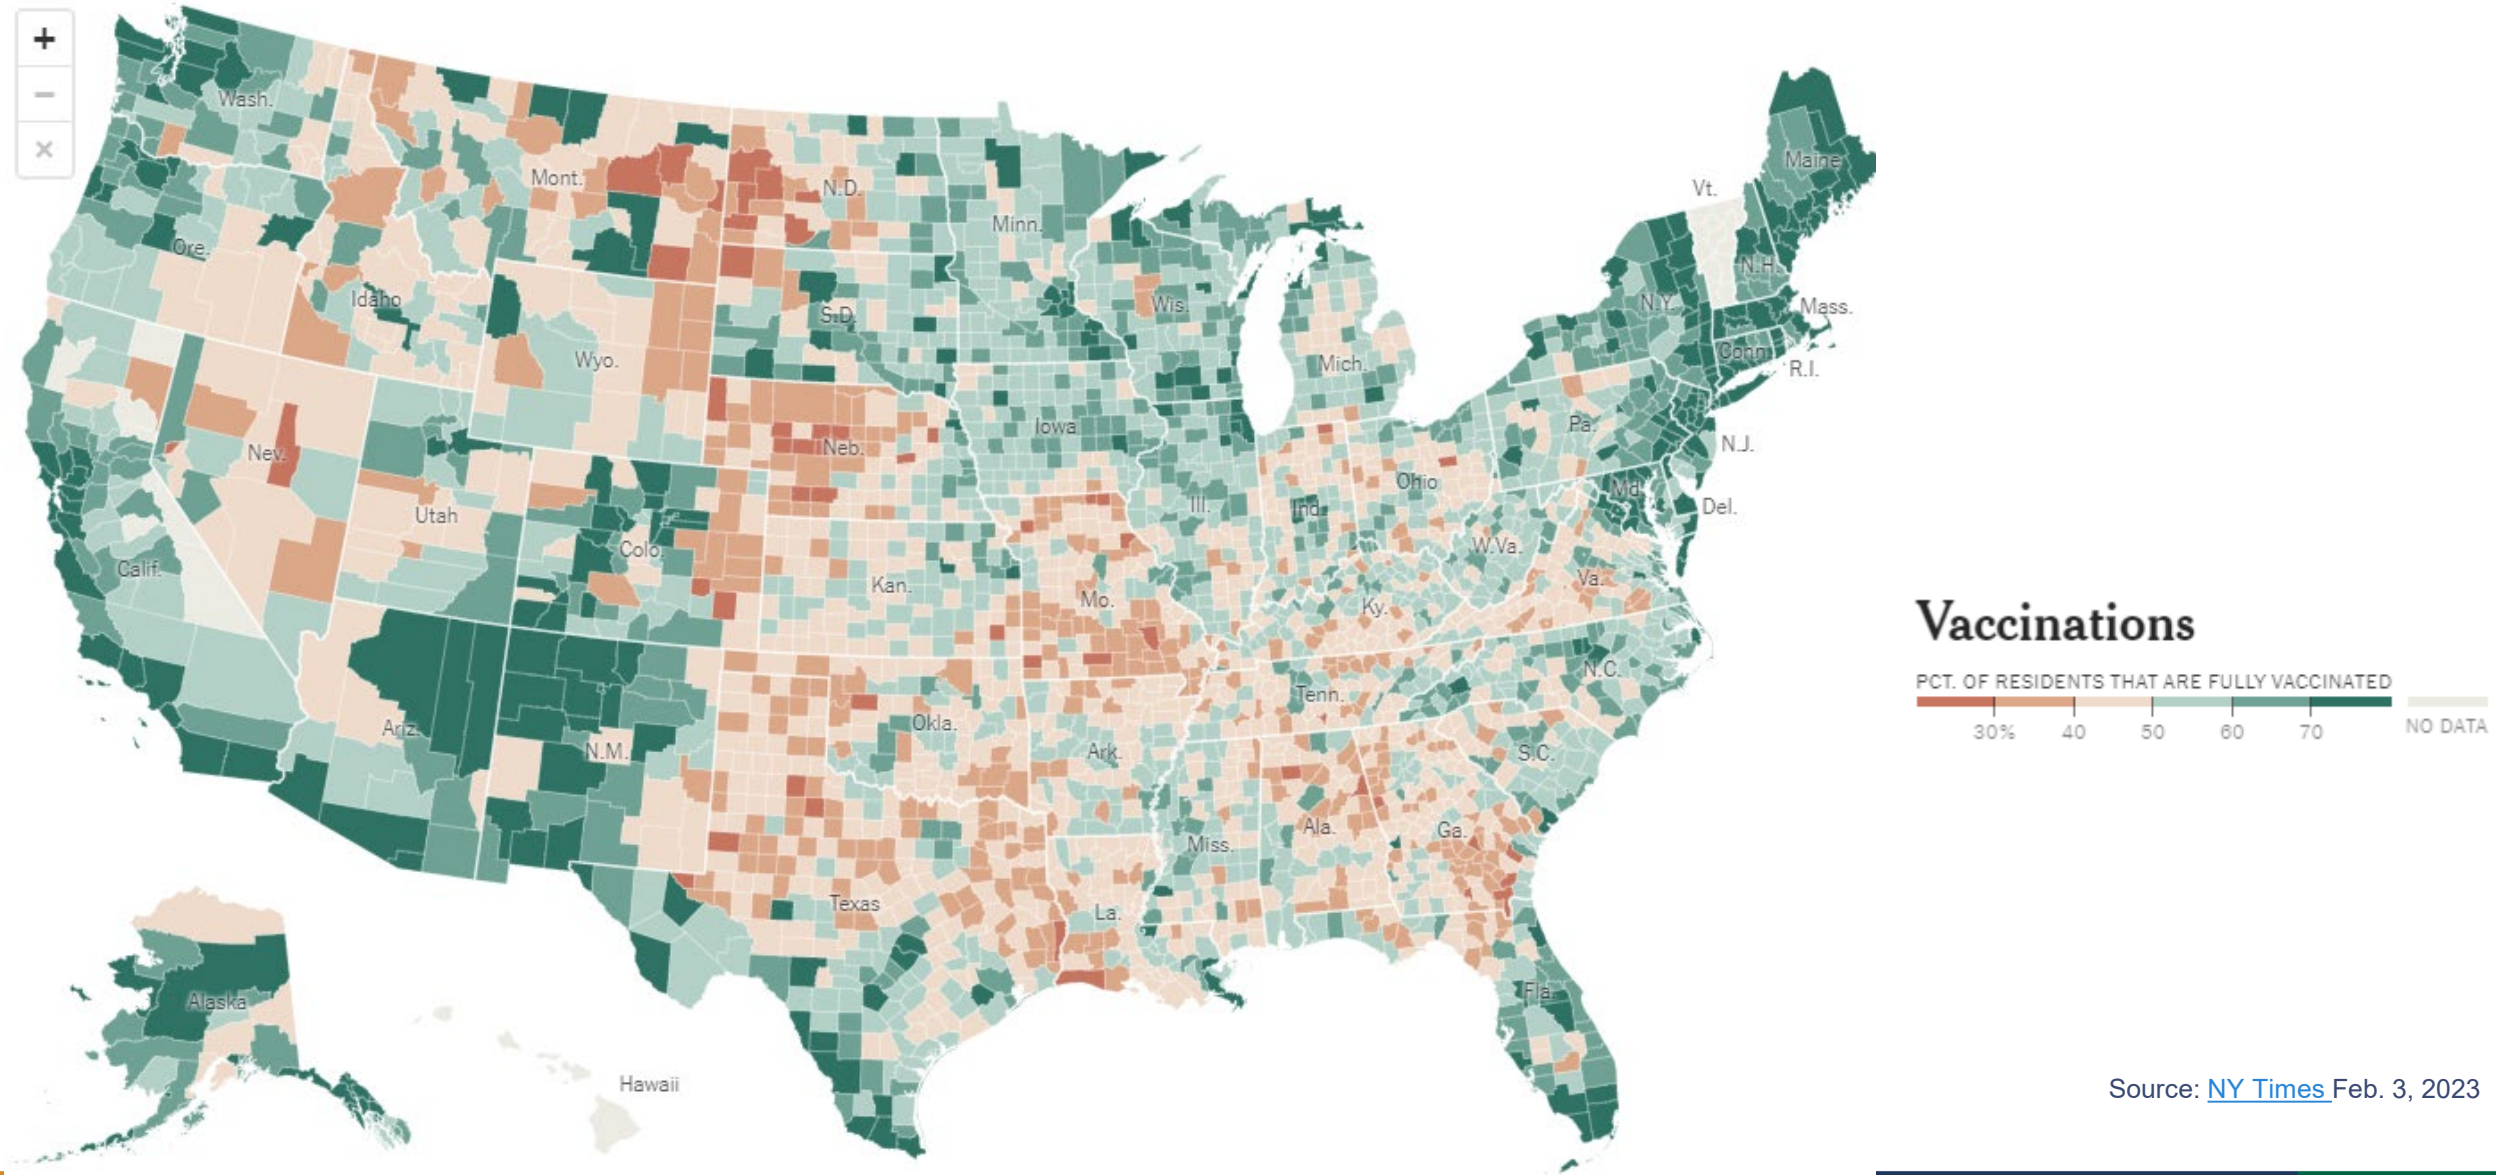 +
−
×
Wash.
Mont.
N.D.
Minn.
Maine
Vt.
Ore.
Idaho
S.D.
Wis.
N.H.
N.Y.
Mass.
Wyo.
Mich.
Conn.
R.I.
Nev.
Neb.
Iowa
Pa.
N.J.
Utah
Colo.
Ill.
Ind.
Ohio
Md.
Del.
Calif.
Kan.
Mo.
Ky.
W.Va.
Va.
Ariz.
N.M.
Okla.
Ark.
Tenn.
N.C.
S.C.
Texas
La.
Miss.
Ala.
Ga.
Fla.
Alaska
Hawaii
Vaccinations
PCT. OF RESIDENTS THAT ARE FULLY VACCINATED
30% 40 50 60 70 NO DATA
Source: NY Times Feb. 3, 2023